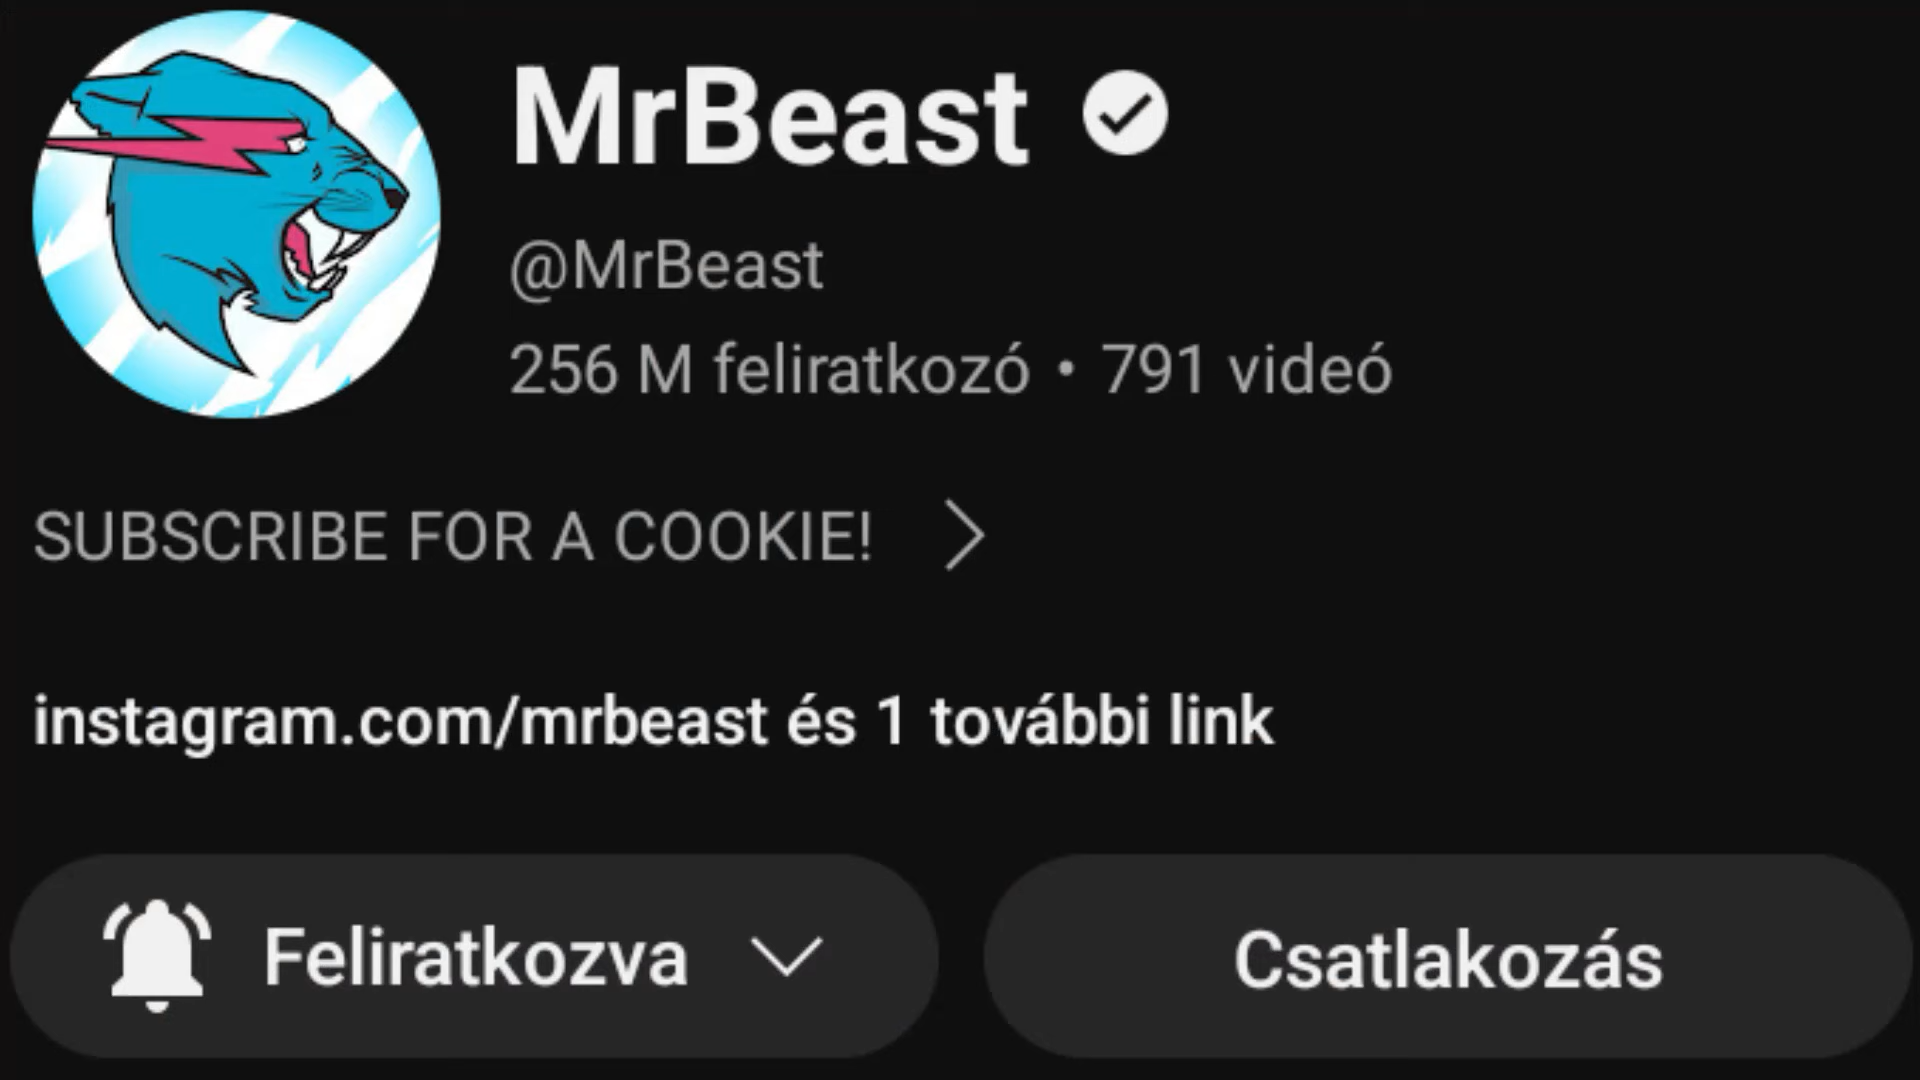 MrBeast
@MrBeast
256 M feliratkozó • 791 videó
SUBSCRIBE FOR A COOKIE!
instagram.com/mrbeast és 1 további link
Feliratkozva
Csatlakozás